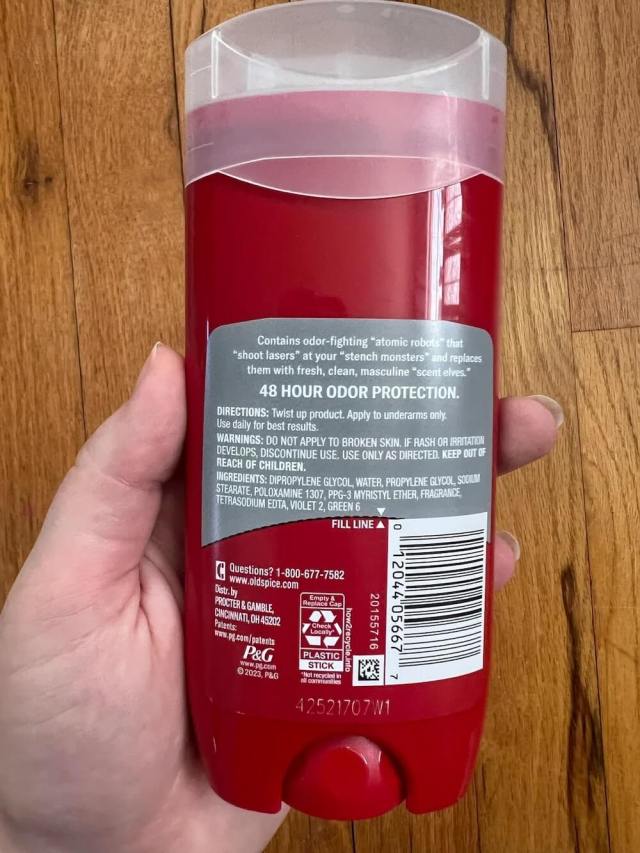 Contains odor-fighting "atomic robots" that
"shoot lasers" at your "stench monsters" and replaces
them with fresh, clean, masculine "scent elves."
48 HOUR ODOR PROTECTION.
DIRECTIONS: Twist up product. Apply to underarms only.
Use daily for best results.
WARNINGS: DO NOT APPLY TO BROKEN SKIN. IF RASH OR IRRITATION
DEVELOPS, DISCONTINUE USE. USE ONLY AS DIRECTED. KEEP OUT OF
REACH OF CHILDREN.
INGREDIENTS: DIPROPYLENE GLYCOL, WATER, PROPYLENE GLYCOL, SODIUM
STEARATE, POLOXAMINE 1307, PPG-3 MYRISTYL ETHER, FRAGRANCE,
TETRASODIUM EDTA, VIOLET 2, GREEN 6
FILL LINE
Questions? 1-800-677-7582
www.oldspice.com
Distr. by
PROCTER & GAMBLE,
CINCINNATI, OH 45202
Patents:
www.pg.com/patents
P&G
www.pg.com
© 2023, P&G
Empty &
Replace Cap
Check
Locally*
PLASTIC
STICK
*Not recycled in
all communities
how2recycle.info
20155716
0 12044 05667 7
42521707W1